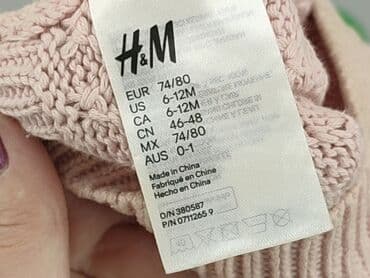 H&M
EUR 74/80
US 6-12M
CA 6-12M
CN 46-48
MX 74/80
AUS 0-1
Made in China
Fabriqué en Chine
Hecho en China
O/N 380587
P/N 0711265 9